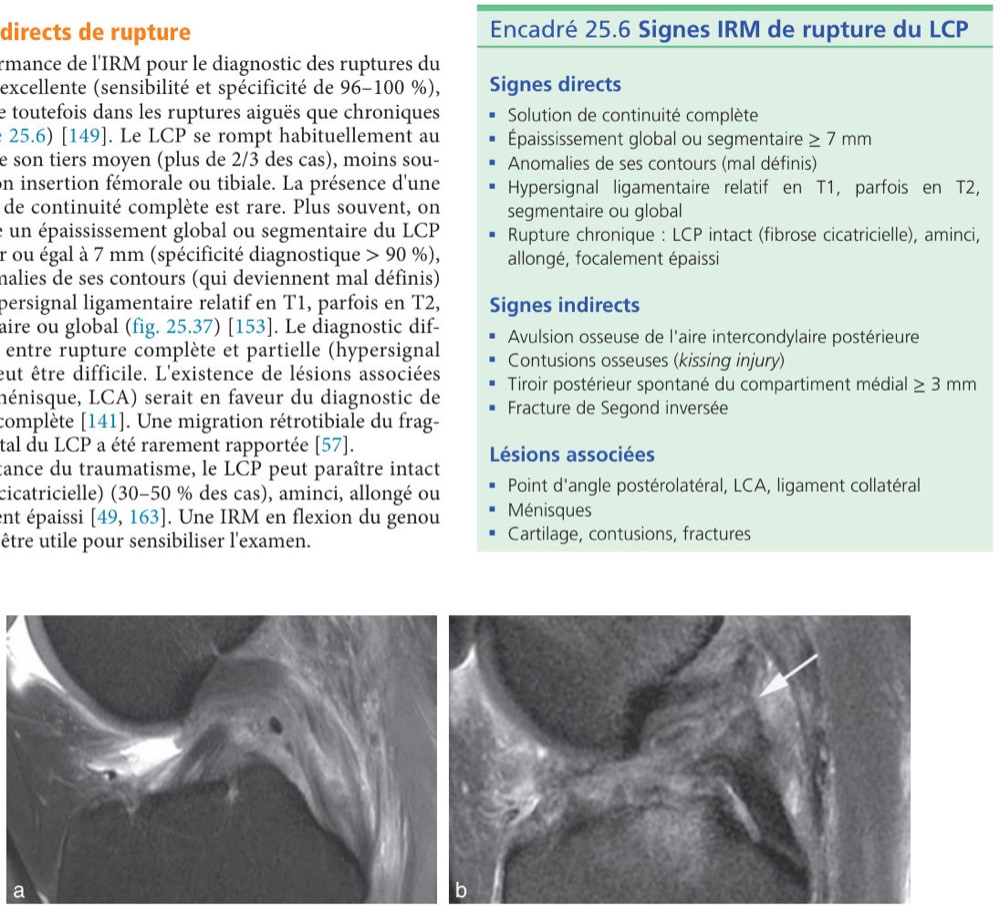 directs de rupture
rmance de l'IRM pour le diagnostic des ruptures du
excellente (sensibilité et spécificité de 96–100 %),
e toutefois dans les ruptures aiguës que chroniques
25.6) [149]. Le LCP se rompt habituellement au
e son tiers moyen (plus de 2/3 des cas), moins sou-
n insertion fémorale ou tibiale. La présence d'une
de continuité complète est rare. Plus souvent, on
e un épaississement global ou segmentaire du LCP
r ou égal à 7 mm (spécificité diagnostique > 90 %),
malies de ses contours (qui deviennent mal définis)
persignal ligamentaire relatif en T1, parfois en T2,
aire ou global (fig. 25.37) [153]. Le diagnostic dif-
entre rupture complète et partielle (hypersignal
eut être difficile. L'existence de lésions associées
ménisque, LCA) serait en faveur du diagnostic de
complète [141]. Une migration rétrotibiale du frag-
tal du LCP a été rarement rapportée [57].
tance du traumatisme, le LCP peut paraître intact
cicatricielle) (30–50 % des cas), aminci, allongé ou
ent épaissi [49, 163]. Une IRM en flexion du genou
être utile pour sensibiliser l'examen.
Encadré 25.6 Signes IRM de rupture du LCP
Signes directs
▪ Solution de continuité complète
▪ Épaississement global ou segmentaire ≥ 7 mm
▪ Anomalies de ses contours (mal définis)
▪ Hypersignal ligamentaire relatif en T1, parfois en T2,
segmentaire ou global
▪ Rupture chronique : LCP intact (fibrose cicatricielle), aminci,
allongé, focalement épaissi
Signes indirects
▪ Avulsion osseuse de l'aire intercondylaire postérieure
▪ Contusions osseuses (kissing injury)
▪ Tiroir postérieur spontané du compartiment médial ≥ 3 mm
▪ Fracture de Segond inversée
Lésions associées
▪ Point d'angle postérolatéral, LCA, ligament collatéral
▪ Ménisques
▪ Cartilage, contusions, fractures
a
b